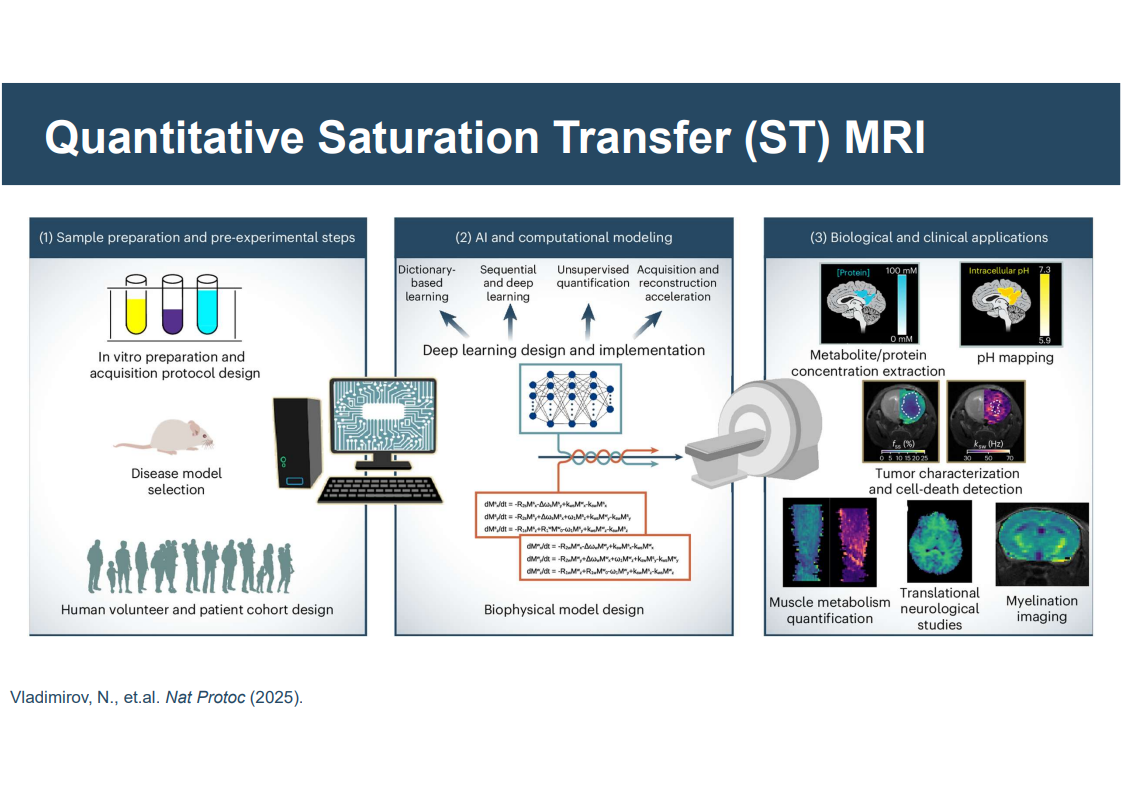 Quantitative Saturation Transfer (ST) MRI
(1) Sample preparation and pre-experimental steps
In vitro preparation and
acquisition protocol design
Disease model
selection
Human volunteer and patient cohort design
(2) AI and computational modeling
Dictionary-
based
learning
Sequential
and deep
learning
Unsupervised
quantification
Acquisition and
reconstruction
acceleration
Deep learning design and implementation
Biophysical model design
(3) Biological and clinical applications
[Protein]
100 mM
0 mM
Metabolite/protein
concentration extraction
Intracellular pH
7.3
5.9
pH mapping
fss (%)
0 5 10 15 20 25
kssw (Hz)
30 50 70
Tumor characterization
and cell-death detection
Muscle metabolism
quantification
Translational
neurological
studies
Myelination
imaging
Vladimirov, N., et.al. Nat Protoc (2025).